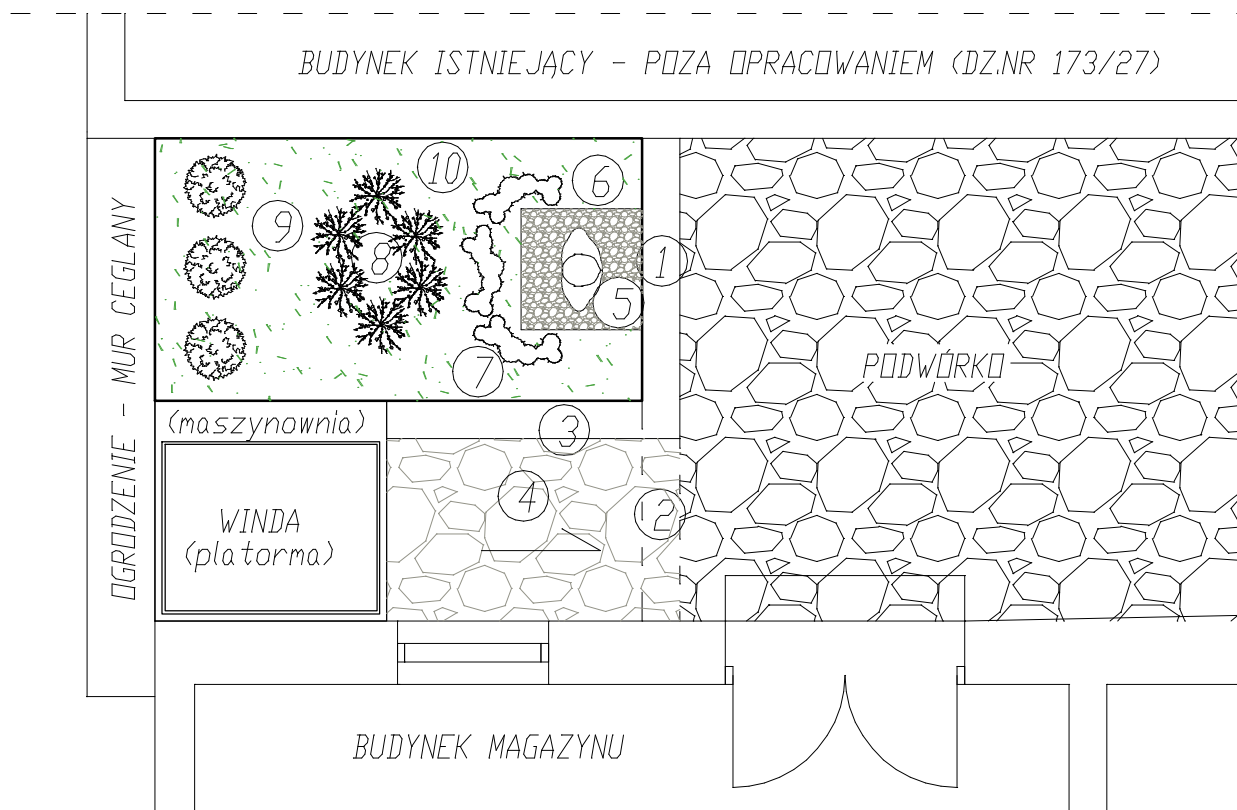 BUDYNEK ISTNIEJĄCY - POZA OPRACOWANIEM (DZ.NR 173/27)
OGRODZENIE - MUR CEGLANY
10
6
9
8
1
5
7
PODWÓRKO
(maszynownia)
3
4
2
WINDA
(platorma)
BUDYNEK MAGAZYNU